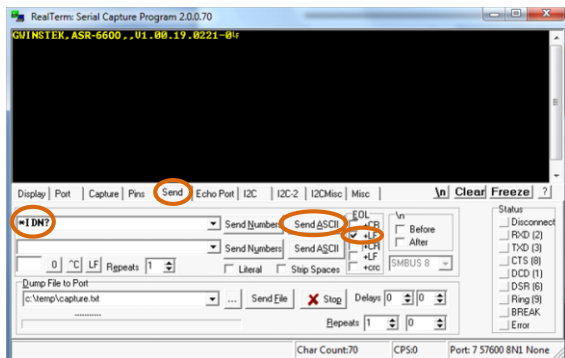 RealTerm: Serial Capture Program 2.0.0.70
GWINSTEK,ASR-6600,,V1.00.19.0221-04LF
Display Port Capture Pins Send Echo Port I2C I2C-2 I2CMisc Misc \n Clear Freeze ?
*IDN? Send Numbers Send ASCII
Send Numbers Send ASCII
0 ^C LF Repeats 1 Literal Strip Spaces
EOL
+CR
+LF
+CR
+LF
+crc
\n
Before
After
SMBUS 8
Status
Disconnect
RXD (2)
TXD (3)
CTS (8)
DCD (1)
DSR (6)
Ring (9)
BREAK
Error
Dump File to Port
c:\temp\capture.txt ... Send File Stop Delays 0 0
Repeats 1 0
Char Count:70 CPS:0 Port: 7 57600 8N1 None